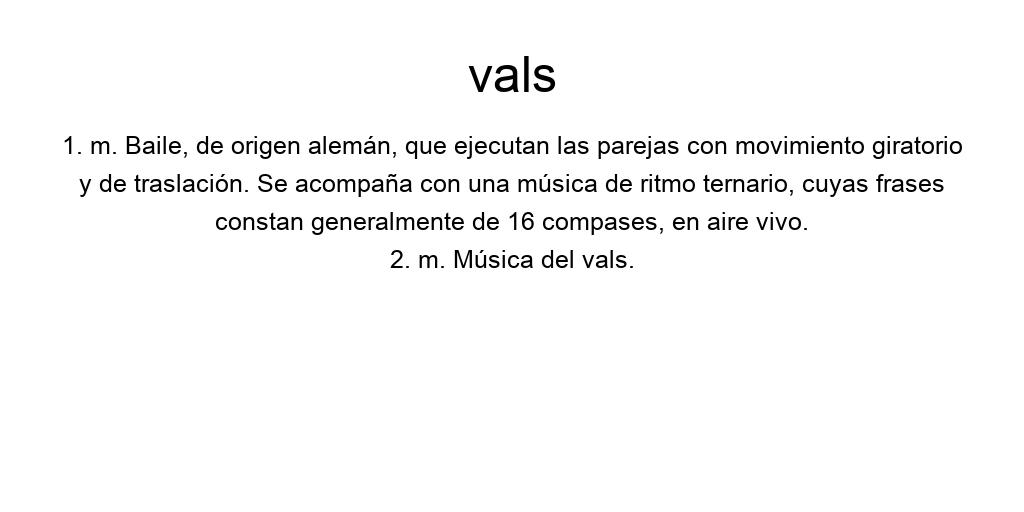 vals
1. m. Baile, de origen alemán, que ejecutan las parejas con movimiento giratorio
y de traslación. Se acompaña con una música de ritmo ternario, cuyas frases
constan generalmente de 16 compases, en aire vivo.
2. m. Música del vals.